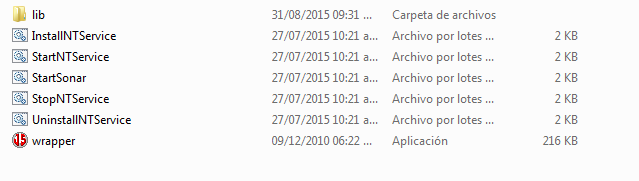 lib 31/08/2015 09:31 ... Carpeta de archivos
InstallNTService 27/07/2015 10:21 a... Archivo por lotes ... 2 KB
StartNTService 27/07/2015 10:21 a... Archivo por lotes ... 2 KB
StartSonar 27/07/2015 10:21 a... Archivo por lotes ... 2 KB
StopNTService 27/07/2015 10:21 a... Archivo por lotes ... 2 KB
UninstallNTService 27/07/2015 10:21 a... Archivo por lotes ... 2 KB
wrapper 09/12/2010 06:22 ... Aplicación 216 KB